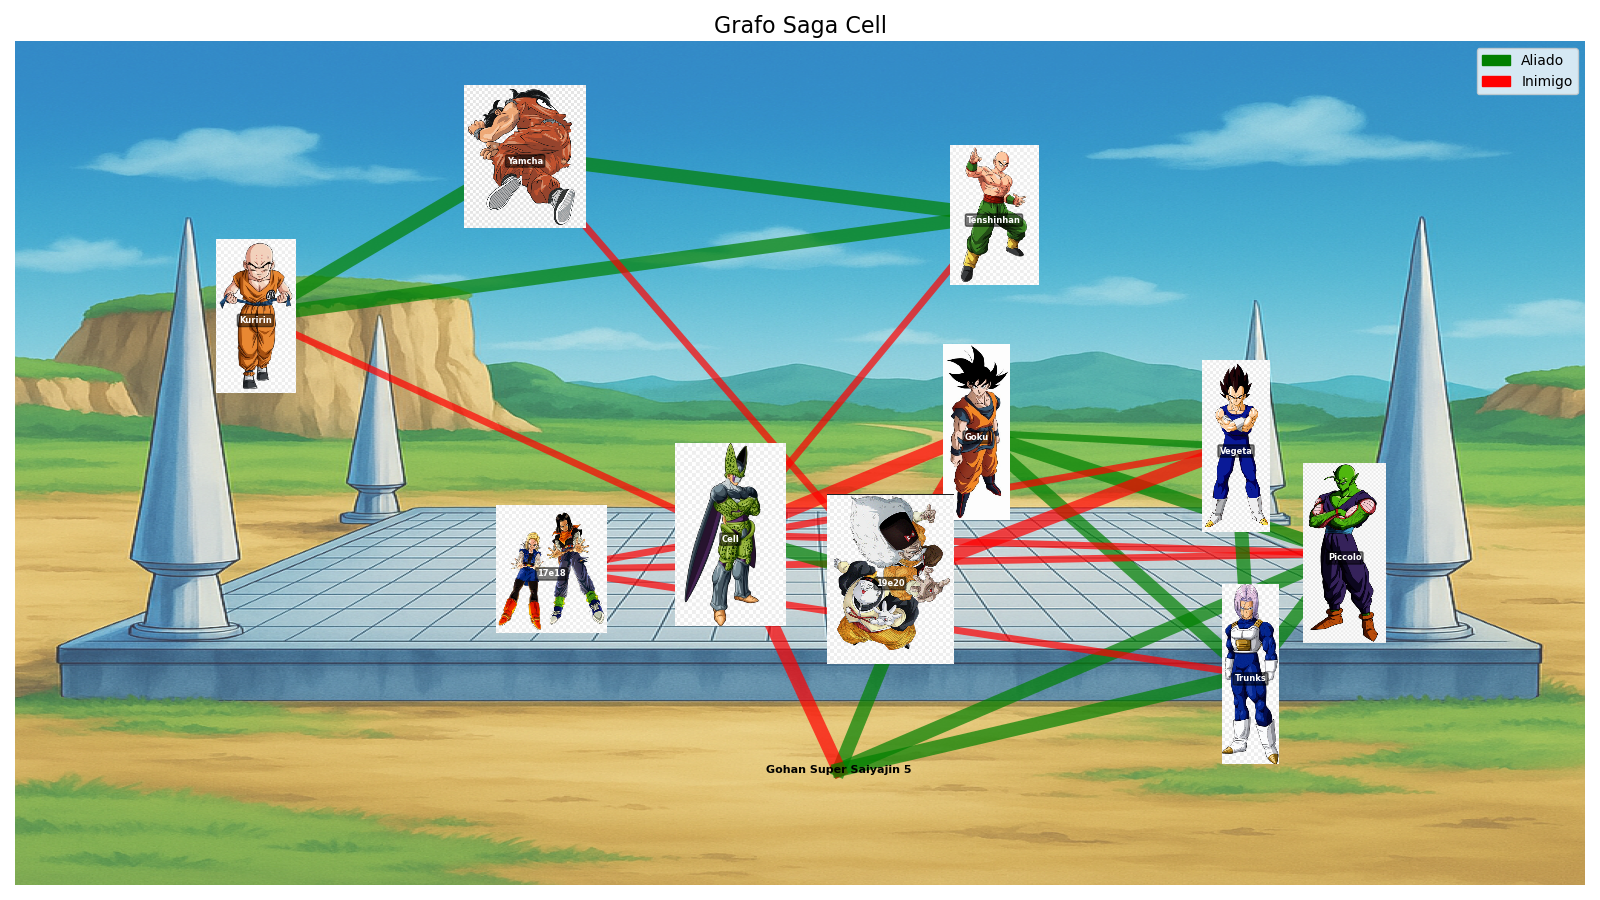 Grafo Saga Cell
Aliado
Inimigo
Yamcha
Tenshinhan
Kuririn
Goku
Vegeta
Cell
Piccolo
17e18
19e20
Trunks
Gohan Super Saiyajin 5